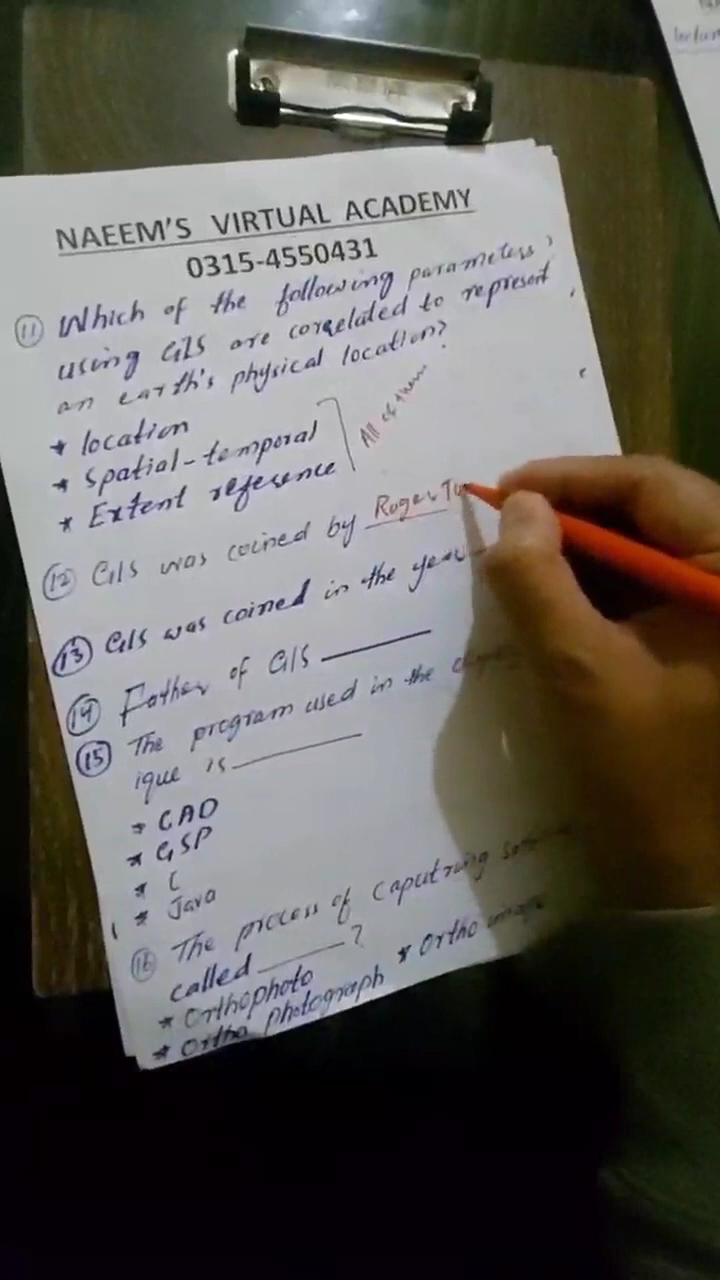 NAEEM'S VIRTUAL ACADEMY
0315-4550431
11 Which of the following parameters,
using GIS are correlated to represent
an earth's physical location?
* location
* Spatial-temporal
* Extent reference
All of them
12 GIS was coined by Roger
13 GIS was coined in the year
14 Father of GIS
15 The program used in the
ique is
* CAD
* GSP
* C
* Java
16 The process of Caputring
called ?
* Orthophoto
* Ortho photograph * Ortho image